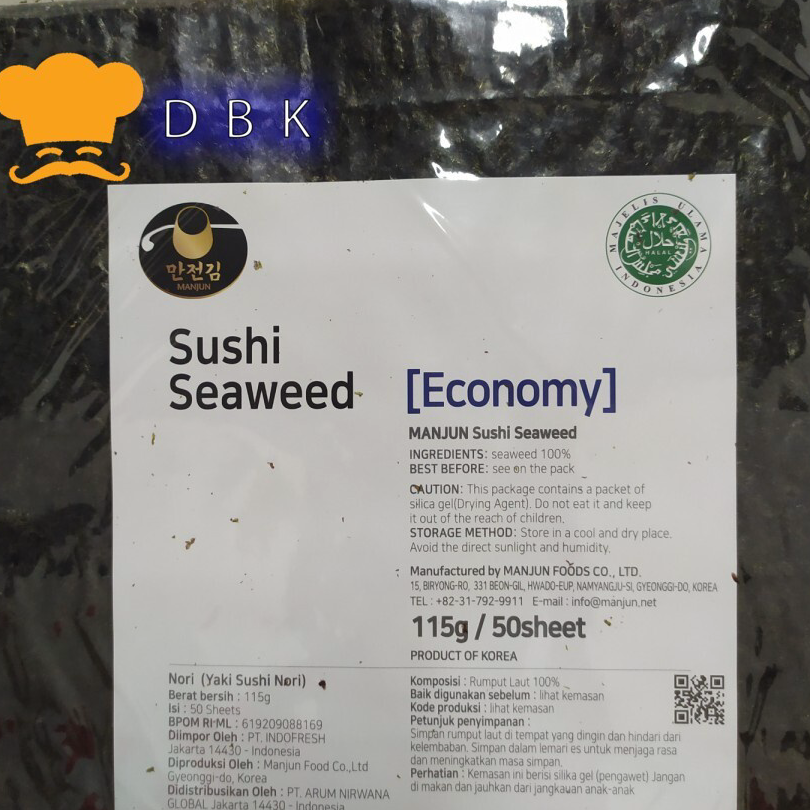 D B K
만전김
MANJUN
MAJELIS ULAMA INDONESIA
حلال
HALAL
Sushi
Seaweed
[Economy]
MANJUN Sushi Seaweed
INGREDIENTS: seaweed 100%
BEST BEFORE: see on the pack
CAUTION: This package contains a packet of
silica gel(Drying Agent). Do not eat it and keep
it out of the reach of children.
STORAGE METHOD: Store in a cool and dry place.
Avoid the direct sunlight and humidity.
Manufactured by MANJUN FOODS CO., LTD.
15, BIRYONG-RO, 331 BEON-GIL, HWADO-EUP, NAMYANGJU-SI, GYEONGGI-DO, KOREA
TEL : +82-31-792-9911 E-mail : info@manjun.net
115g / 50sheet
PRODUCT OF KOREA
Nori (Yaki Sushi Nori)
Berat bersih : 115g
Isi : 50 Sheets
BPOM RI ML : 619209088169
Diimpor Oleh : PT. INDOFRESH
Jakarta 14430 - Indonesia
Diproduksi Oleh : Manjun Food Co.,Ltd
Gyeonggi-do, Korea
Didistribusikan Oleh : PT. ARUM NIRWANA
GLOBAL Jakarta 14430 - Indonesia
Komposisi : Rumput Laut 100%
Baik digunakan sebelum : lihat kemasan
Kode produksi : lihat kemasan
Petunjuk penyimpanan :
Simpan rumput laut di tempat yang dingin dan hindari dari
kelembaban. Simpan dalam lemari es untuk menjaga rasa
dan meningkatkan masa simpan.
Perhatian : Kemasan ini berisi silika gel (pengawet) Jangan
di makan dan jauhkan dari jangkauan anak-anak